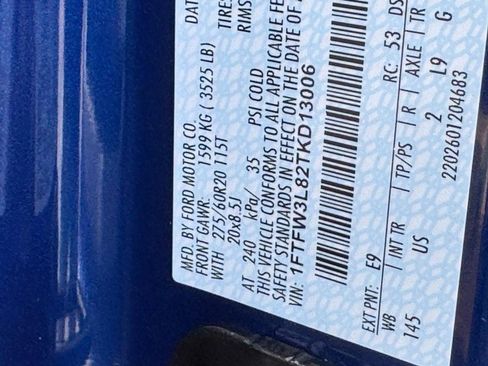 DATE
MFD. BY FORD MOTOR CO.
FRONT GAWR: 1599 KG ( 3525 LB)
WITH TIRES
275/60R20 115T RIMS
20x8.5J
AT 240 kPa/ 35 PSI COLD
THIS VEHICLE CONFORMS TO ALL APPLICABLE FE
SAFETY STANDARDS IN EFFECT ON THE DATE OF
VIN: 1FTFW3L82TKD13006
EXT PNT: E9 RC: 53 DS
WB INT TR TP/PS R AXLE TR
145 US 2 L9 G
2202601204683